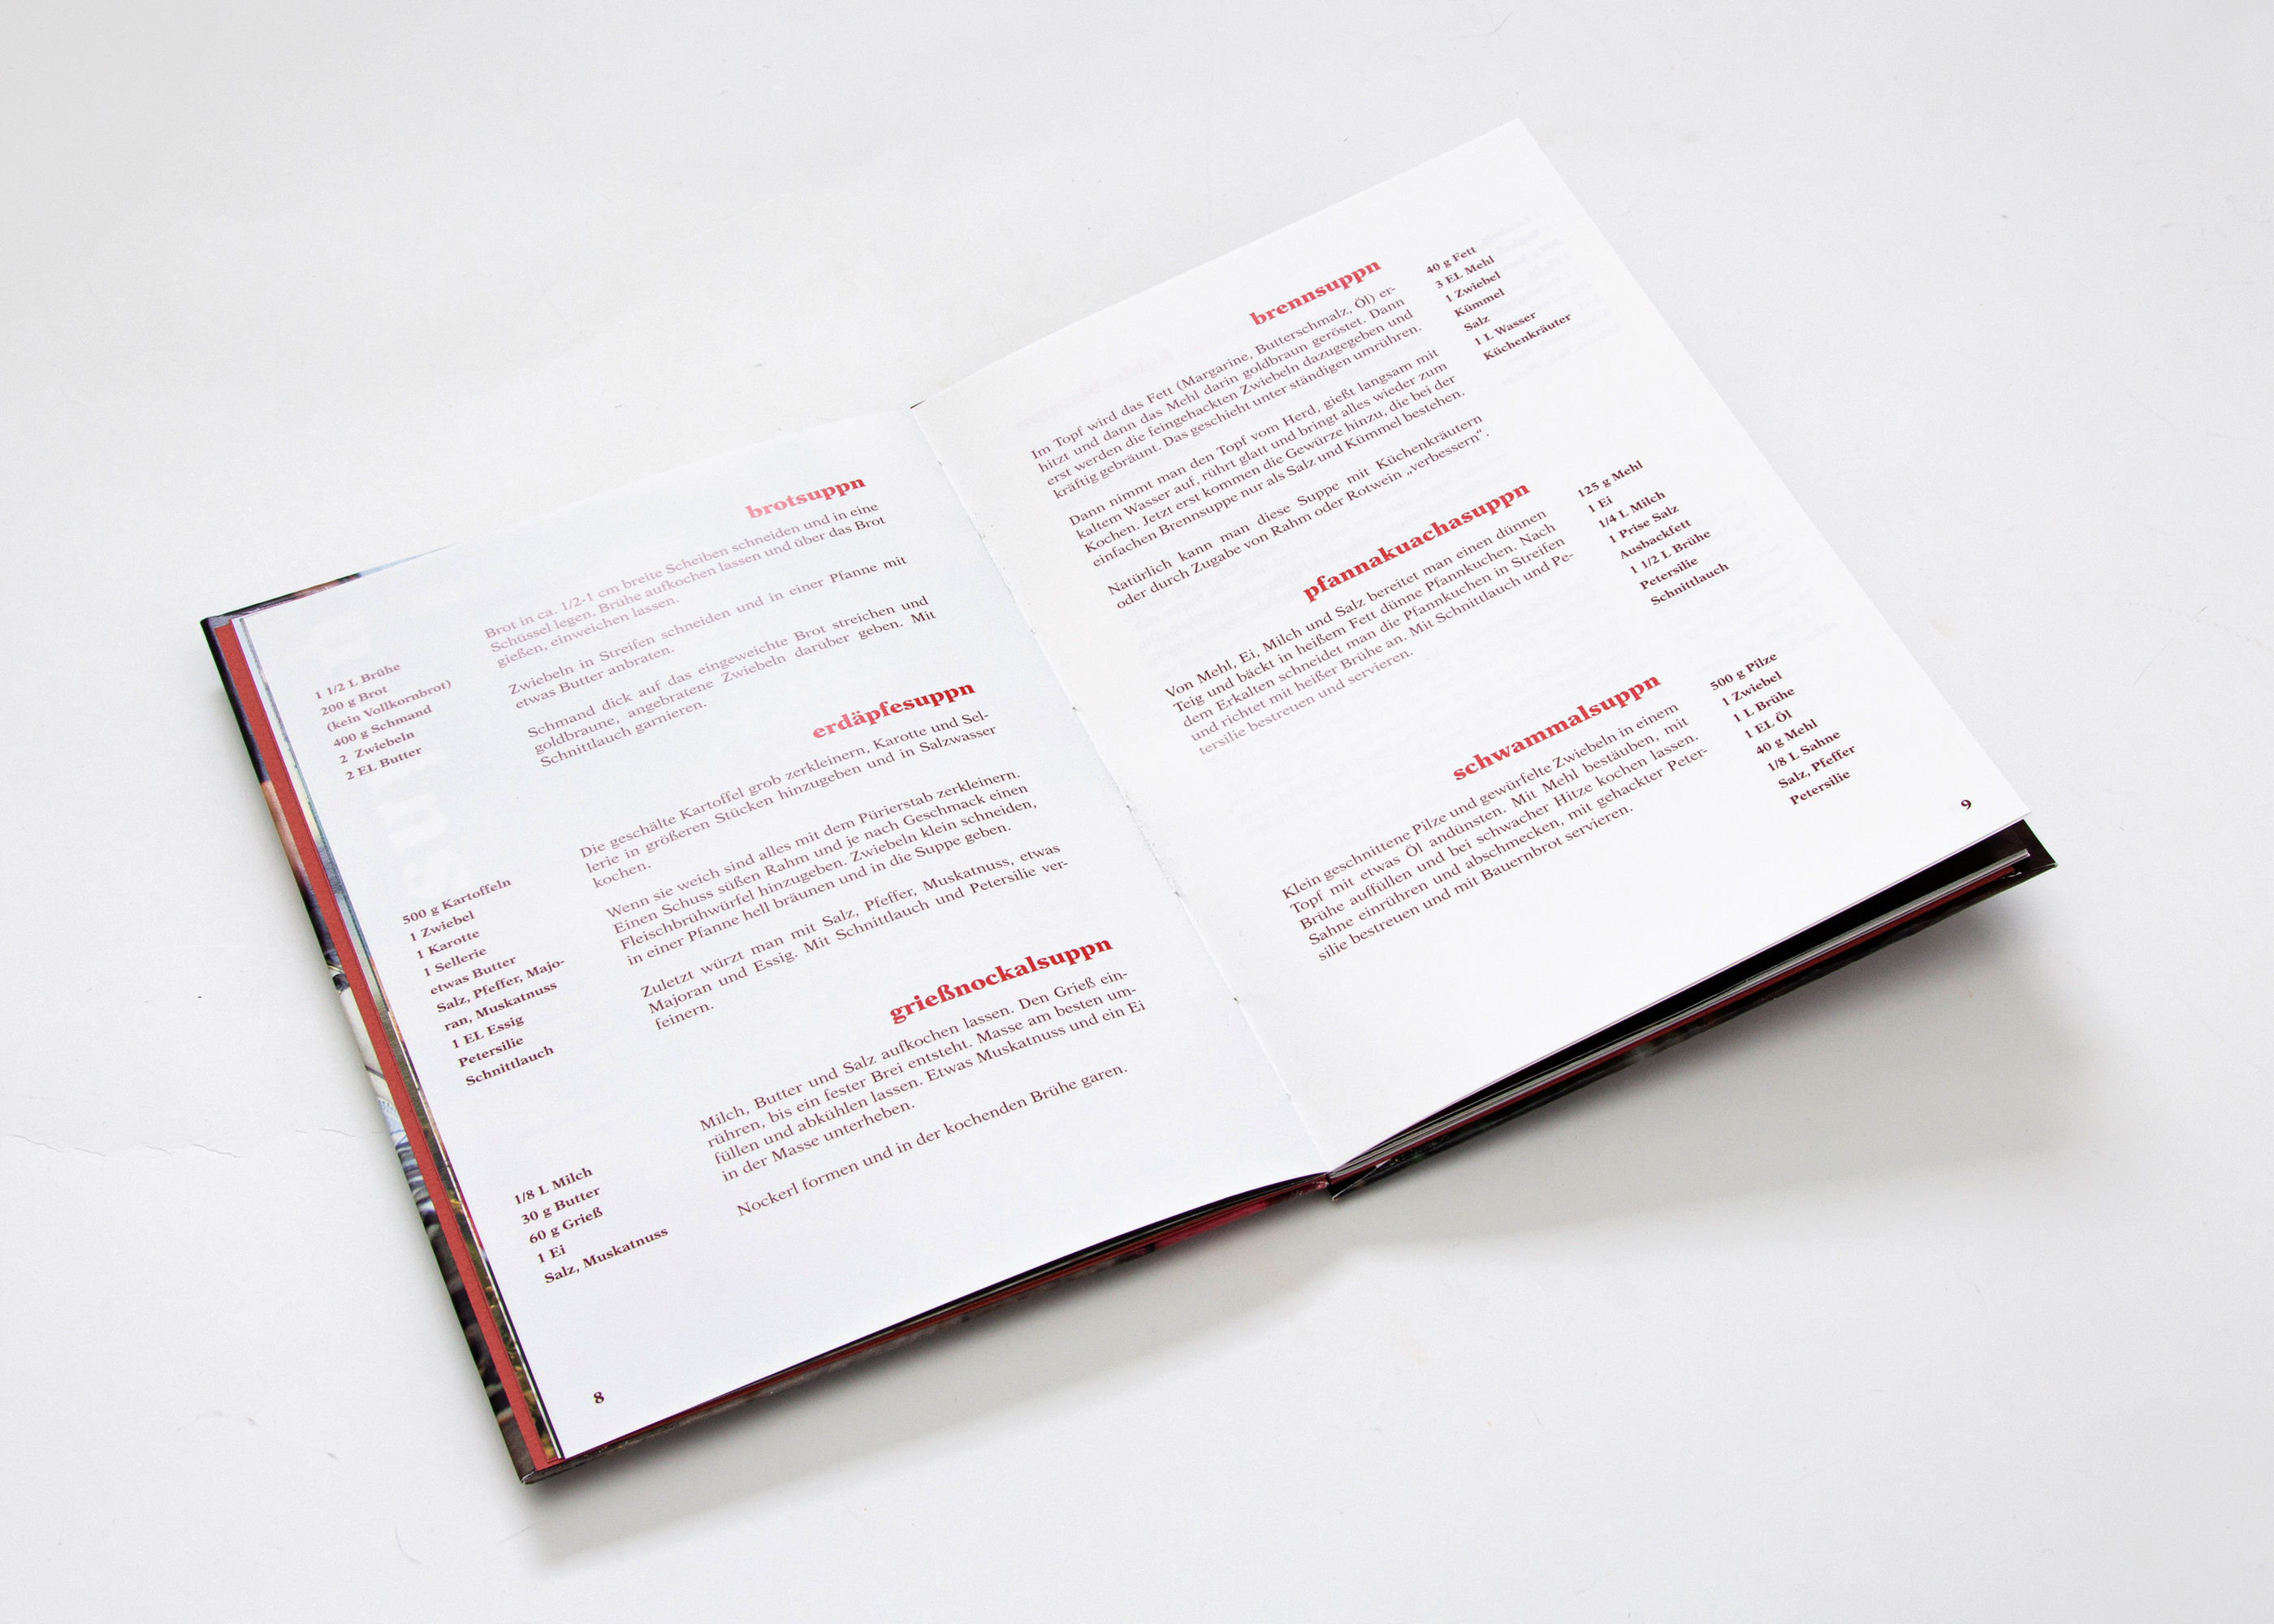 brotsuppn
1 1/2 L Brühe
200 g Brot
(kein Vollkornbrot)
400 g Schmand
2 Zwiebeln
2 EL Butter
Brot in ca. 1/2-1 cm breite Scheiben schneiden und in eine
Schüssel legen. Brühe aufkochen lassen und über das Brot
gießen, einweichen lassen.
Zwiebeln in Streifen schneiden und in einer Pfanne mit
etwas Butter anbraten.
Schmand dick auf das eingeweichte Brot streichen und
goldbraune, angebratene Zwiebeln darüber geben. Mit
Schnittlauch garnieren.
erdäpfesuppn
500 g Kartoffeln
1 Zwiebel
1 Karotte
1 Sellerie
etwas Butter
Salz, Pfeffer, Majo-
ran, Muskatnuss
1 EL Essig
Petersilie
Schnittlauch
Die geschälte Kartoffel grob zerkleinern, Karotte und Sel-
lerie in größeren Stücken hinzugeben und in Salzwasser
kochen.
Wenn sie weich sind alles mit dem Pürierstab zerkleinern.
Einen Schuss süßen Rahm und je nach Geschmack einen
Fleischbrühwürfel hinzugeben. Zwiebeln klein schneiden,
in einer Pfanne hell bräunen und in die Suppe geben.
Zuletzt würzt man mit Salz, Pfeffer, Muskatnuss, etwas
Majoran und Essig. Mit Schnittlauch und Petersilie ver-
feinern.
grießnockalsuppn
1/8 L Milch
30 g Butter
60 g Grieß
1 Ei
Salz, Muskatnuss
Milch, Butter und Salz aufkochen lassen. Den Grieß ein-
rühren, bis ein fester Brei entsteht. Masse am besten um-
füllen und abkühlen lassen. Etwas Muskatnuss und ein Ei
in der Masse unterheben.
Nockerl formen und in der kochenden Brühe garen.
8
brennsuppn
40 g Fett
3 EL Mehl
1 Zwiebel
Kümmel
Salz
1 L Wasser
Küchenkräuter
Im Topf wird das Fett (Margarine, Butterschmalz, Öl) er-
hitzt und dann das Mehl darin goldbraun geröstet. Dann
erst werden die feingehackten Zwiebeln dazugegeben und
kräftig gebräunt. Das geschieht unter ständigen umrühren.
Dann nimmt man den Topf vom Herd, gießt langsam mit
kaltem Wasser auf, rührt glatt und bringt alles wieder zum
Kochen. Jetzt erst kommen die Gewürze hinzu, die bei der
einfachen Brennsuppe nur als Salz und Kümmel bestehen.
Natürlich kann man diese Suppe mit Küchenkräutern
oder durch Zugabe von Rahm oder Rotwein „verbessern“.
pfannakuachasuppn
125 g Mehl
1 Ei
1/4 L Milch
1 Prise Salz
Ausbackfett
1 1/2 L Brühe
Petersilie
Schnittlauch
Von Mehl, Ei, Milch und Salz bereitet man einen dünnen
Teig und bäckt in heißem Fett dünne Pfannkuchen. Nach
dem Erkalten schneidet man die Pfannkuchen in Streifen
und richtet mit heißer Brühe an. Mit Schnittlauch und Pe-
tersilie bestreuen und servieren.
schwammalsuppn
500 g Pilze
1 Zwiebel
1 L Brühe
1 EL Öl
40 g Mehl
1/8 L Sahne
Salz, Pfeffer
Petersilie
Klein geschnittene Pilze und gewürfelte Zwiebeln in einem
Topf mit etwas Öl andünsten. Mit Mehl bestäuben, mit
Brühe auffüllen und bei schwacher Hitze kochen lassen.
Sahne einrühren und abschmecken, mit gehackter Peter-
silie bestreuen und mit Bauernbrot servieren.
9